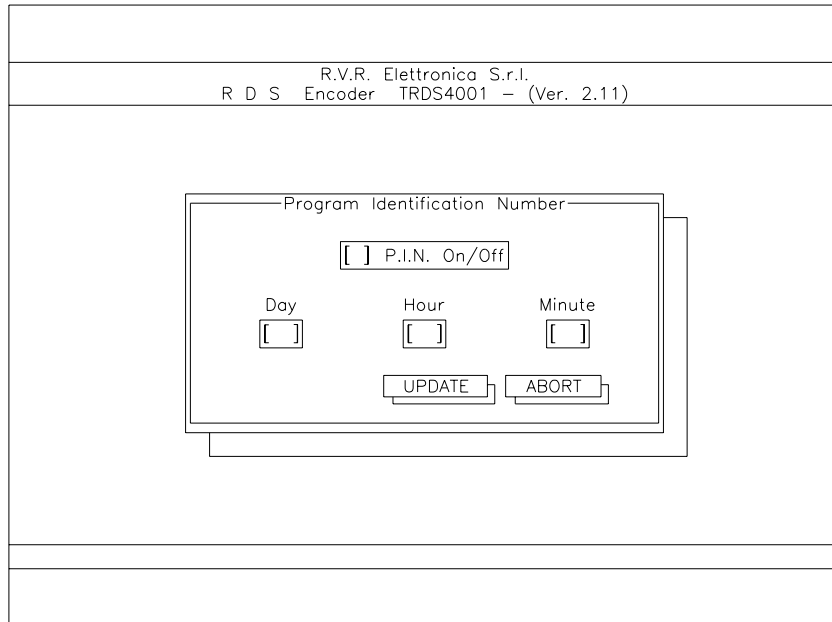 R.V.R. Elettronica S.r.l.
R D S Encoder TRDS4001 - (Ver. 2.11)
Program Identification Number
[ ] P.I.N. On/Off
Day Hour Minute
[ ] [ ] [ ]
UPDATE ABORT